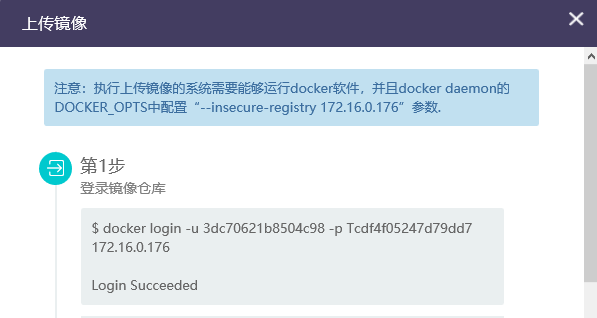 上传镜像
注意：执行上传镜像的系统需要能够运行docker软件，并且docker daemon的
DOCKER_OPTS中配置“--insecure-registry 172.16.0.176”参数.
第1步
登录镜像仓库
$ docker login -u 3dc70621b8504c98 -p Tcdf4f05247d79dd7
172.16.0.176
Login Succeeded